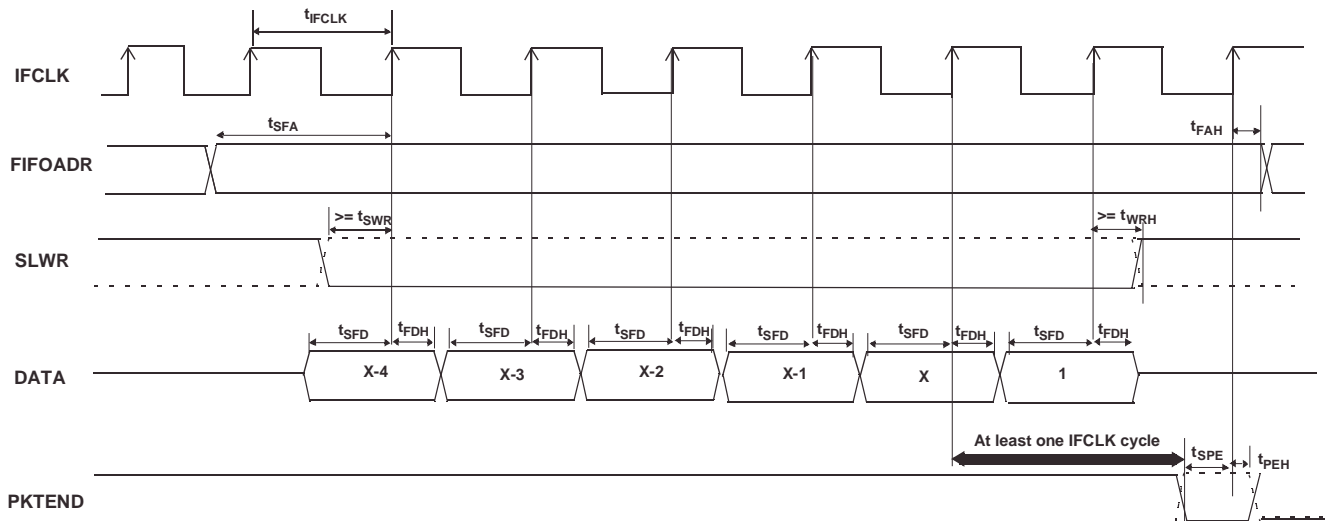 tIFCLK
IFCLK
tSFA
tFAH
FIFOADR
>= tSWR
>= tWRH
SLWR
tSFD tFDH tSFD tFDH tSFD tFDH tSFD tFDH tSFD tFDH tSFD tFDH
DATA X-4 X-3 X-2 X-1 X 1
At least one IFCLK cycle
tSPE
tPEH
PKTEND